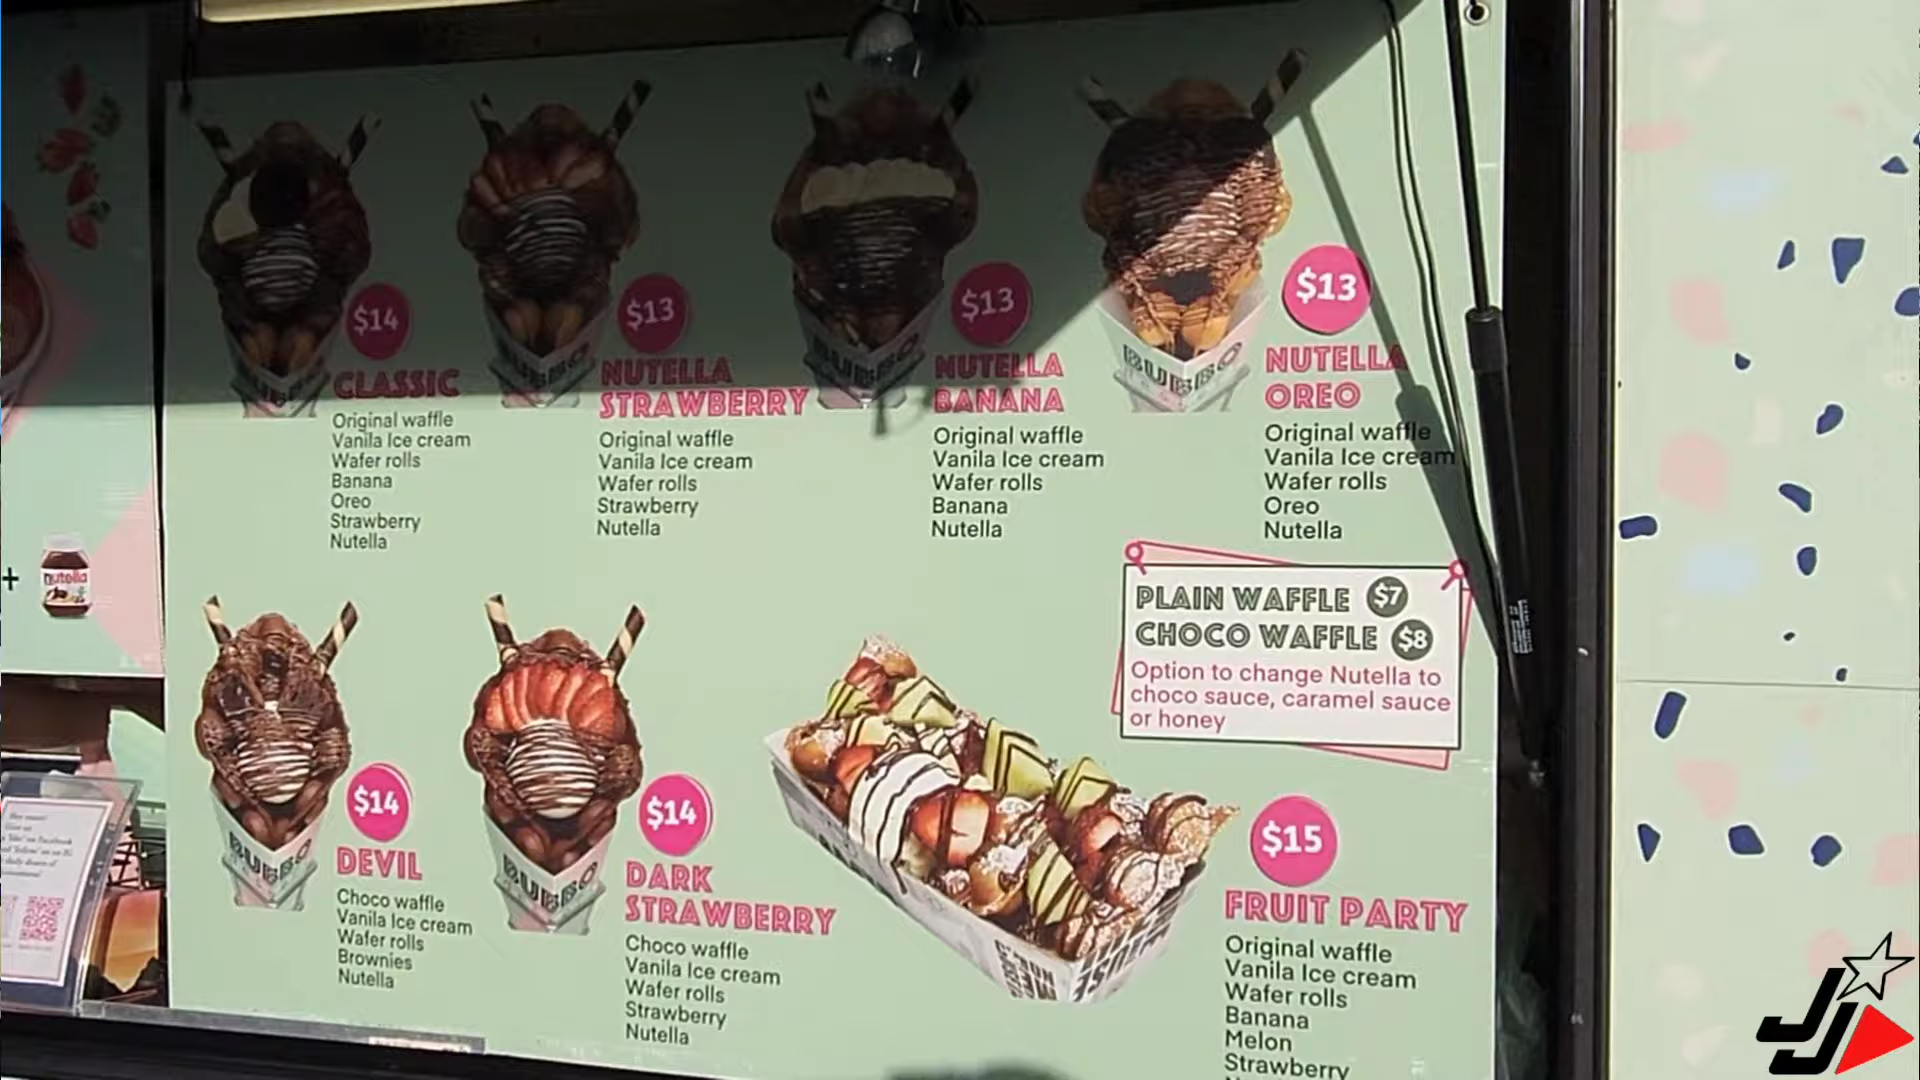 $14
CLASSIC
Original waffle
Vanila Ice cream
Wafer rolls
Banana
Oreo
Strawberry
Nutella
$13
NUTELLA
STRAWBERRY
Original waffle
Vanila Ice cream
Wafer rolls
Strawberry
Nutella
$13
NUTELLA
BANANA
Original waffle
Vanila Ice cream
Wafer rolls
Banana
Nutella
BUBBO
$13
NUTELLA
OREO
Original waffle
Vanila Ice cream
Wafer rolls
Oreo
Nutella
+ nutella
PLAIN WAFFLE $7
CHOCO WAFFLE $8
Option to change Nutella to
choco sauce, caramel sauce
or honey
BUBBO
$14
DEVIL
Choco waffle
Vanila Ice cream
Wafer rolls
Brownies
Nutella
BUBBO
$14
DARK
STRAWBERRY
Choco waffle
Vanila Ice cream
Wafer rolls
Strawberry
Nutella
$15
FRUIT PARTY
Original waffle
Vanila Ice cream
Wafer rolls
Banana
Melon
Strawberry
JJ